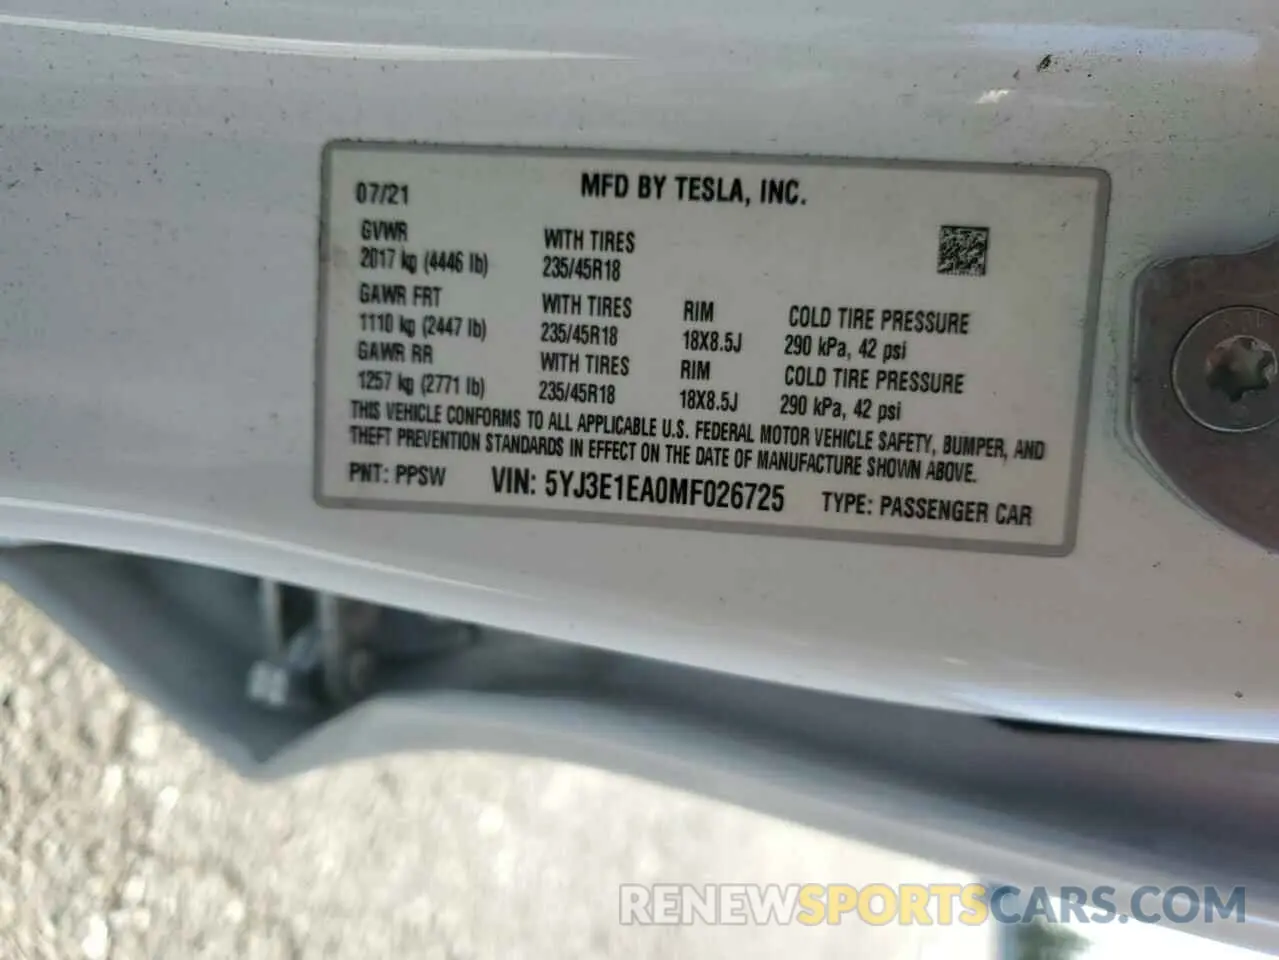 07/21 MFD BY TESLA, INC.
GVWR WITH TIRES
2017 kg (4446 lb) 235/45R18
GAWR FRT WITH TIRES RIM COLD TIRE PRESSURE
1110 kg (2447 lb) 235/45R18 18X8.5J 290 kPa, 42 psi
GAWR RR WITH TIRES RIM COLD TIRE PRESSURE
1257 kg (2771 lb) 235/45R18 18X8.5J 290 kPa, 42 psi
THIS VEHICLE CONFORMS TO ALL APPLICABLE U.S. FEDERAL MOTOR VEHICLE SAFETY, BUMPER, AND
THEFT PREVENTION STANDARDS IN EFFECT ON THE DATE OF MANUFACTURE SHOWN ABOVE.
PNT: PPSW VIN: 5YJ3E1EA0MF026725 TYPE: PASSENGER CAR
RENEWSPORTSCARS.COM